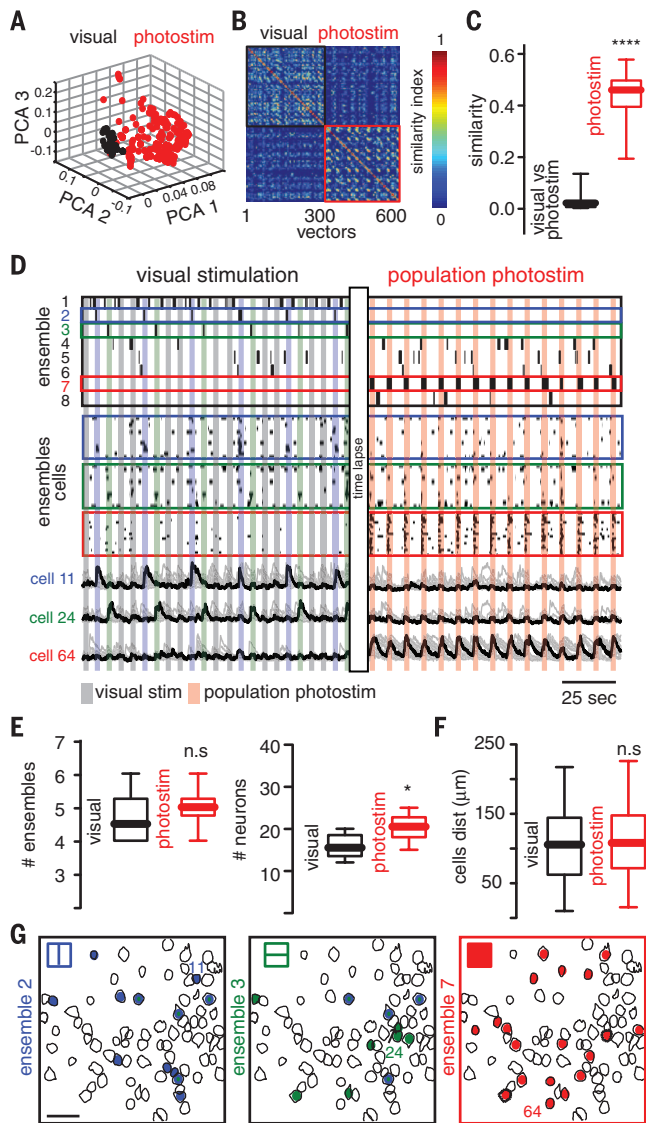 A
visual photostim
PCA 3
0.2
0.1
0
-0.1
PCA 2
0.1
0
-0.1
PCA 1
0
0.04
0.08
B
visual photostim
1 300 600
vectors
similarity index
1
0
C
similarity
0.6
0.4
0.2
0.0
visual vs
photostim
photostim
****
D
visual stimulation
population photostim
ensemble
1
2
3
4
5
6
7
8
ensembles
cells
time lapse
cell 11
cell 24
cell 64
visual stim population photostim
25 sec
E
# ensembles
7
6
5
4
3
2
visual
photostim
n.s
# neurons
40
30
20
10
visual
photostim
*
F
cells dist (µm)
250
150
50
visual
photostim
n.s
G
ensemble 2
11
ensemble 3
24
ensemble 7
64